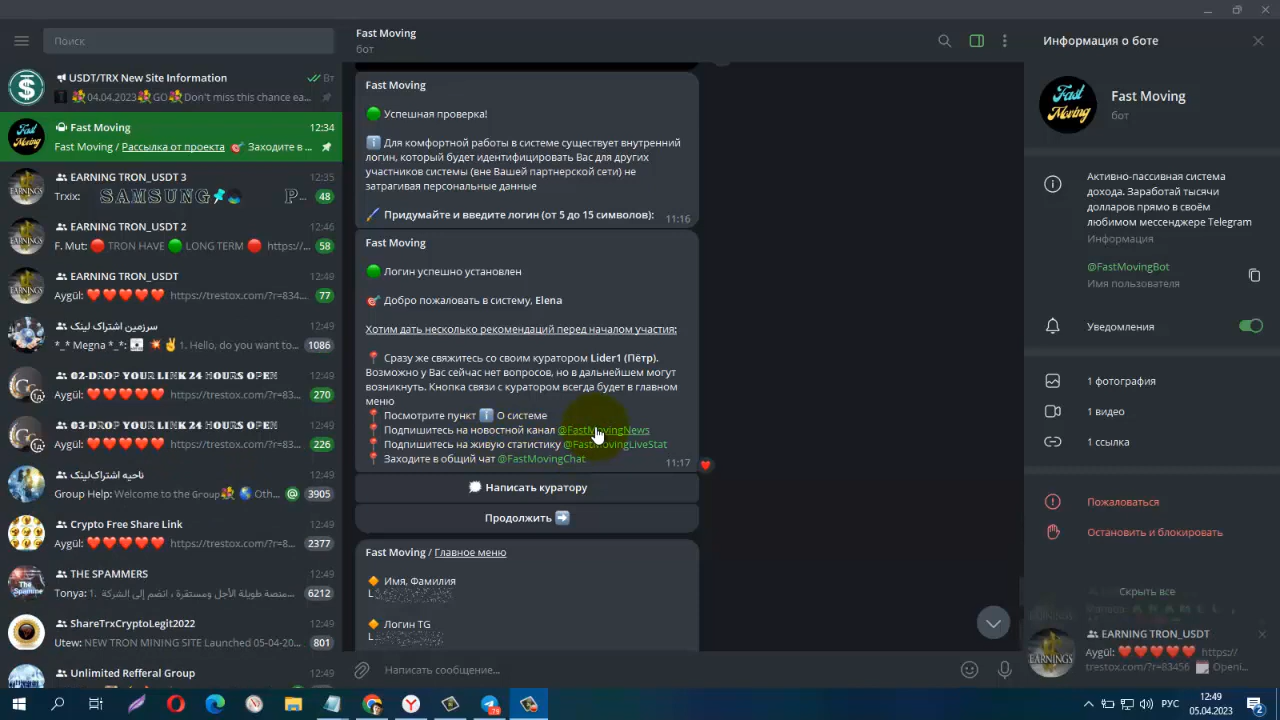 Поиск
USDT/TRX New Site Information
Вт
04.04.2023 GO Don't miss this chance ea...
Fast Moving
12:34
Fast Moving / Рассылка от проекта Заходите в ...
EARNING TRON_USDT 3
12:35
Trxix: SAMSUNG P...
48
EARNING TRON_USDT 2
12:46
F. Mut: TRON HAVE LONG TERM https:/...
58
EARNING TRON_USDT
12:49
Aygül: https://trestox.com/?r=834...
77
سرزمین اشتراک لینک
12:49
*_* Megna *_*: 1. Hello, do you want to...
1086
02-DROP YOUR LINK 24 HOURS OPEN
12:49
Aygül: https://trestox.com/?r=83...
270
03-DROP YOUR LINK 24 HOURS OPEN
12:49
Aygül: https://trestox.com/?r=83...
226
ناحیه اشتراک‌لینک
12:49
Group Help: Welcome to the Group Oth...
@ 3905
Crypto Free Share Link
12:49
Aygül: https://trestox.com/?r=8...
2377
THE SPAMMERS
12:49
Tonya: 1. منصة طويلة الأجل ومستقرة ، انضم إلى الشركة...
6212
ShareTrxCryptoLegit2022
12:49
Utew: NEW TRON MINING SITE Launched 05-04-20...
801
Unlimited Refferal Group
12:49
Fast Moving
бот
Fast Moving
Успешная проверка!
Для комфортной работы в системе существует внутренний
логин, который будет идентифицировать Вас для других
участников системы (вне Вашей партнерской сети) не
затрагивая персональные данные
Придумайте и введите логин (от 5 до 15 символов):
11:16
Fast Moving
Логин успешно установлен
Добро пожаловать в систему, Elena
Хотим дать несколько рекомендаций перед началом участия:
Сразу же свяжитесь со своим куратором Lider1 (Пётр).
Возможно у Вас сейчас нет вопросов, но в дальнейшем могут
возникнуть. Кнопка связи с куратором всегда будет в главном
меню
Посмотрите пункт О системе
Подпишитесь на новостной канал @FastMovingNews
Подпишитесь на живую статистику @FastMovingLiveStat
Заходите в общий чат @FastMovingChat
11:17
Написать куратору
Продолжить
Fast Moving / Главное меню
Имя, Фамилия
L
Логин TG
L
Написать сообщение...
Информация о боте
Fast Moving
бот
Активно-пассивная система
дохода. Заработай тысячи
долларов прямо в своём
любимом мессенджере Telegram
Информация
@FastMovingBot
Имя пользователя
Уведомления
1 фотография
1 видео
1 ссылка
Пожаловаться
Остановить и блокировать
Скрыть все
EARNING TRON_USDT
Aygül: https://
trestox.com/?r=83456 Openi...
РУС
12:49
05.04.2023
2